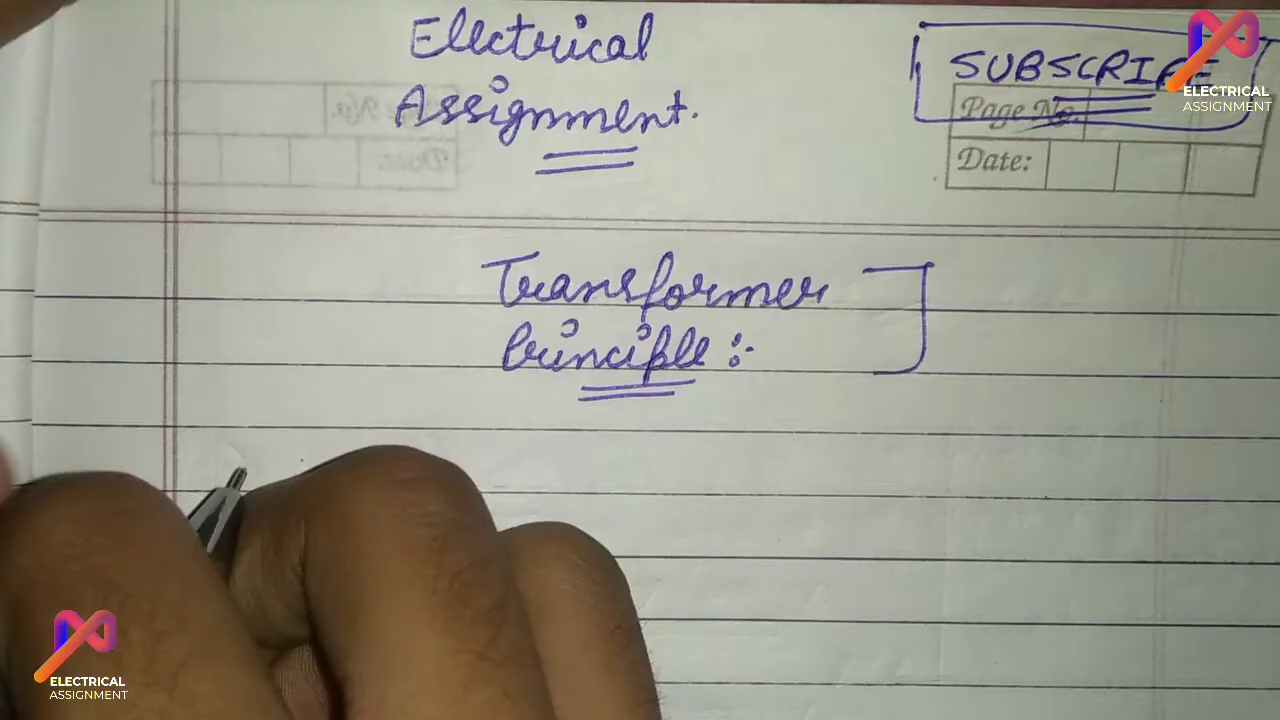 Electrical
Assignment.
SUBSCRIBE
ELECTRICAL
ASSIGNMENT
Page No.
Date:
Transformer
Principle :-
ELECTRICAL
ASSIGNMENT